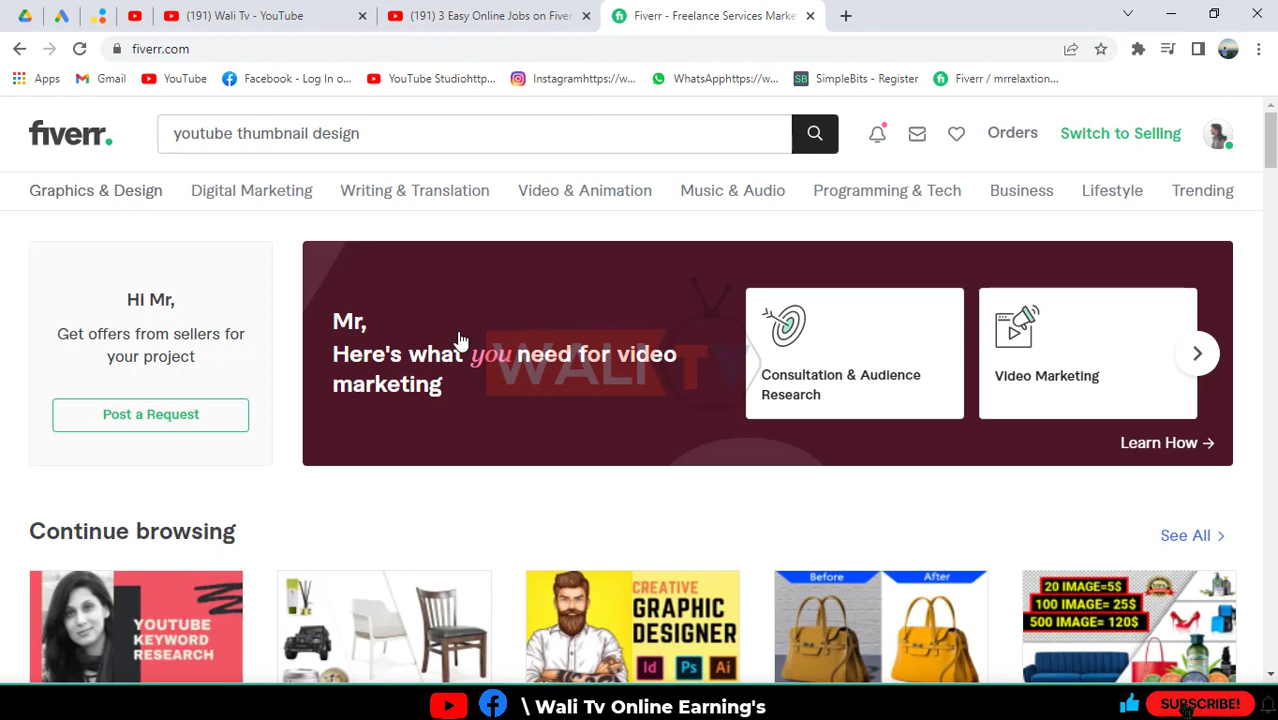 (191) Wali Tv - YouTube
(191) 3 Easy Online Jobs on Fiver
Fiverr - Freelance Services Marke
fiverr.com
Apps
Gmail
YouTube
Facebook - Log In o...
YouTube Studiohttp...
Instagramhttps://w...
WhatsApphttps://w...
SB
SimpleBits - Register
Fiverr / mrrelaxtion...
fiverr.
youtube thumbnail design
Orders
Switch to Selling
Graphics & Design
Digital Marketing
Writing & Translation
Video & Animation
Music & Audio
Programming & Tech
Business
Lifestyle
Trending
Hi Mr,
Get offers from sellers for
your project
Post a Request
Mr,
Here's what you need for video
marketing
WALI TV
Consultation & Audience
Research
Video Marketing
Learn How →
Continue browsing
See All
YOUTUBE
KEYWORD
RESEARCH
CREATIVE
GRAPHIC
DESIGNER
Id
Ps
Ai
Before
After
20 IMAGE=5$
100 IMAGE= 25$
500 IMAGE= 120$
\ Wali Tv Online Earning's
SUBSCRIBE!